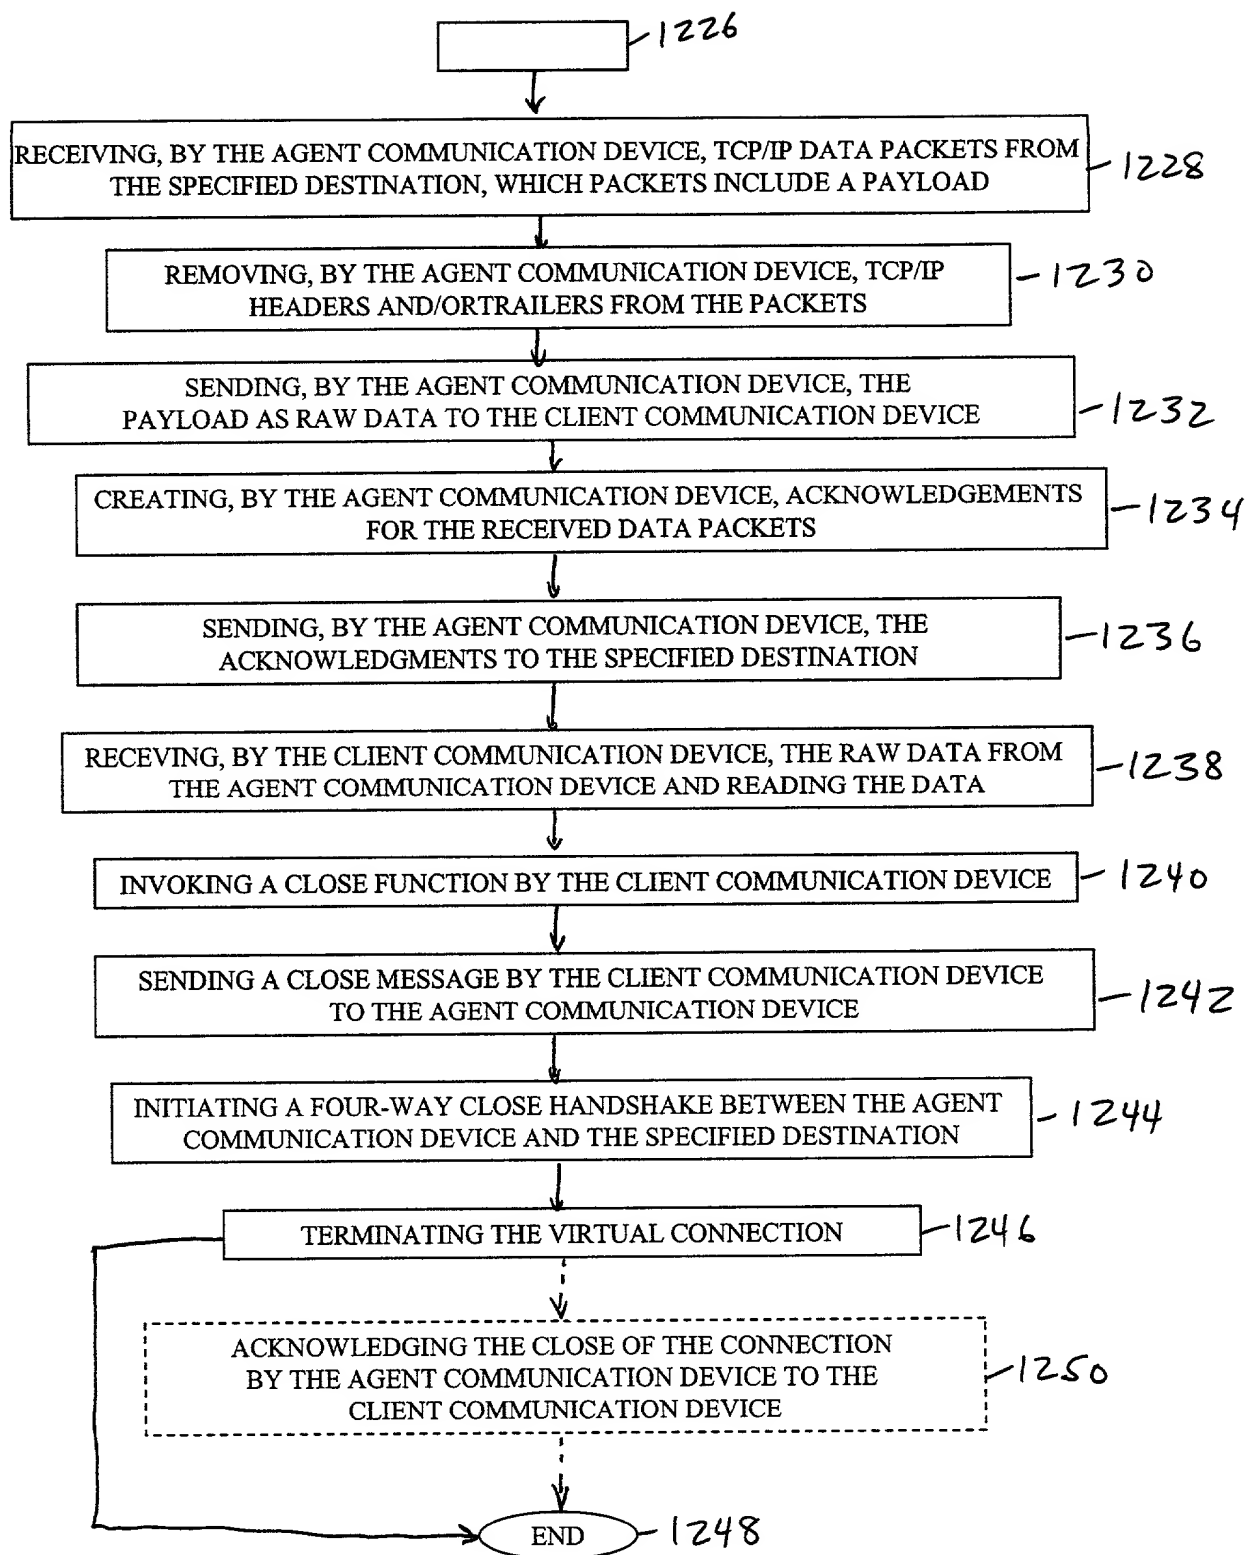 1226
RECEIVING, BY THE AGENT COMMUNICATION DEVICE, TCP/IP DATA PACKETS FROM
THE SPECIFIED DESTINATION, WHICH PACKETS INCLUDE A PAYLOAD
1228
REMOVING, BY THE AGENT COMMUNICATION DEVICE, TCP/IP
HEADERS AND/ORTRAILERS FROM THE PACKETS
1230
SENDING, BY THE AGENT COMMUNICATION DEVICE, THE
PAYLOAD AS RAW DATA TO THE CLIENT COMMUNICATION DEVICE
1232
CREATING, BY THE AGENT COMMUNICATION DEVICE, ACKNOWLEDGEMENTS
FOR THE RECEIVED DATA PACKETS
1234
SENDING, BY THE AGENT COMMUNICATION DEVICE, THE
ACKNOWLEDGMENTS TO THE SPECIFIED DESTINATION
1236
RECEVING, BY THE CLIENT COMMUNICATION DEVICE, THE RAW DATA FROM
THE AGENT COMMUNICATION DEVICE AND READING THE DATA
1238
INVOKING A CLOSE FUNCTION BY THE CLIENT COMMUNICATION DEVICE
1240
SENDING A CLOSE MESSAGE BY THE CLIENT COMMUNICATION DEVICE
TO THE AGENT COMMUNICATION DEVICE
1242
INITIATING A FOUR-WAY CLOSE HANDSHAKE BETWEEN THE AGENT
COMMUNICATION DEVICE AND THE SPECIFIED DESTINATION
1244
TERMINATING THE VIRTUAL CONNECTION
1246
ACKNOWLEDGING THE CLOSE OF THE CONNECTION
BY THE AGENT COMMUNICATION DEVICE TO THE
CLIENT COMMUNICATION DEVICE
1250
END
1248